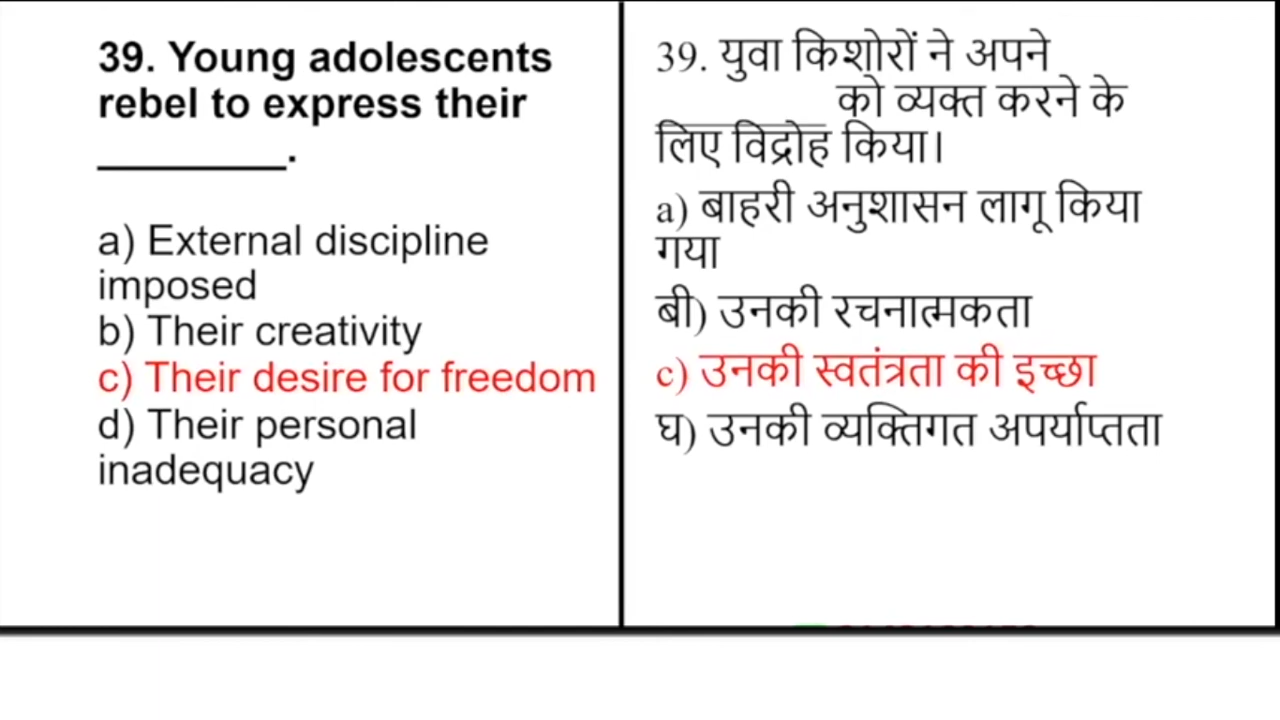 39. Young adolescents
rebel to express their
________.
a) External discipline
imposed
b) Their creativity
c) Their desire for freedom
d) Their personal
inadequacy
39. युवा किशोरों ने अपने
________ को व्यक्त करने के
लिए विद्रोह किया।
a) बाहरी अनुशासन लागू किया
गया
बी) उनकी रचनात्मकता
c) उनकी स्वतंत्रता की इच्छा
घ) उनकी व्यक्तिगत अपर्याप्तता